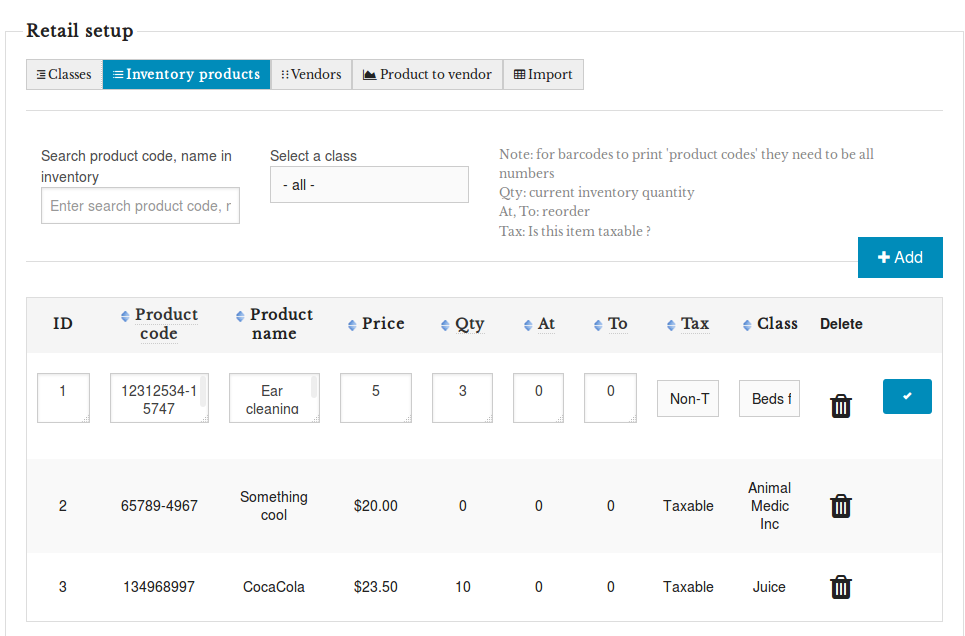 Retail setup
Classes
Inventory products
Vendors
Product to vendor
Import
Search product code, name in
inventory
Enter search product code, r
Select a class
- all -
Note: for barcodes to print 'product codes' they need to be all
numbers
Qty: current inventory quantity
At, To: reorder
Tax: Is this item taxable ?
Add
ID
Product
code
Product
name
Price
Qty
At
To
Tax
Class
Delete
1
12312534-1
5747
Ear
cleaning
5
3
0
0
Non-T
Beds f
2
65789-4967
Something
cool
$20.00
0
0
0
Taxable
Animal
Medic
Inc
3
134968997
CocaCola
$23.50
10
0
0
Taxable
Juice